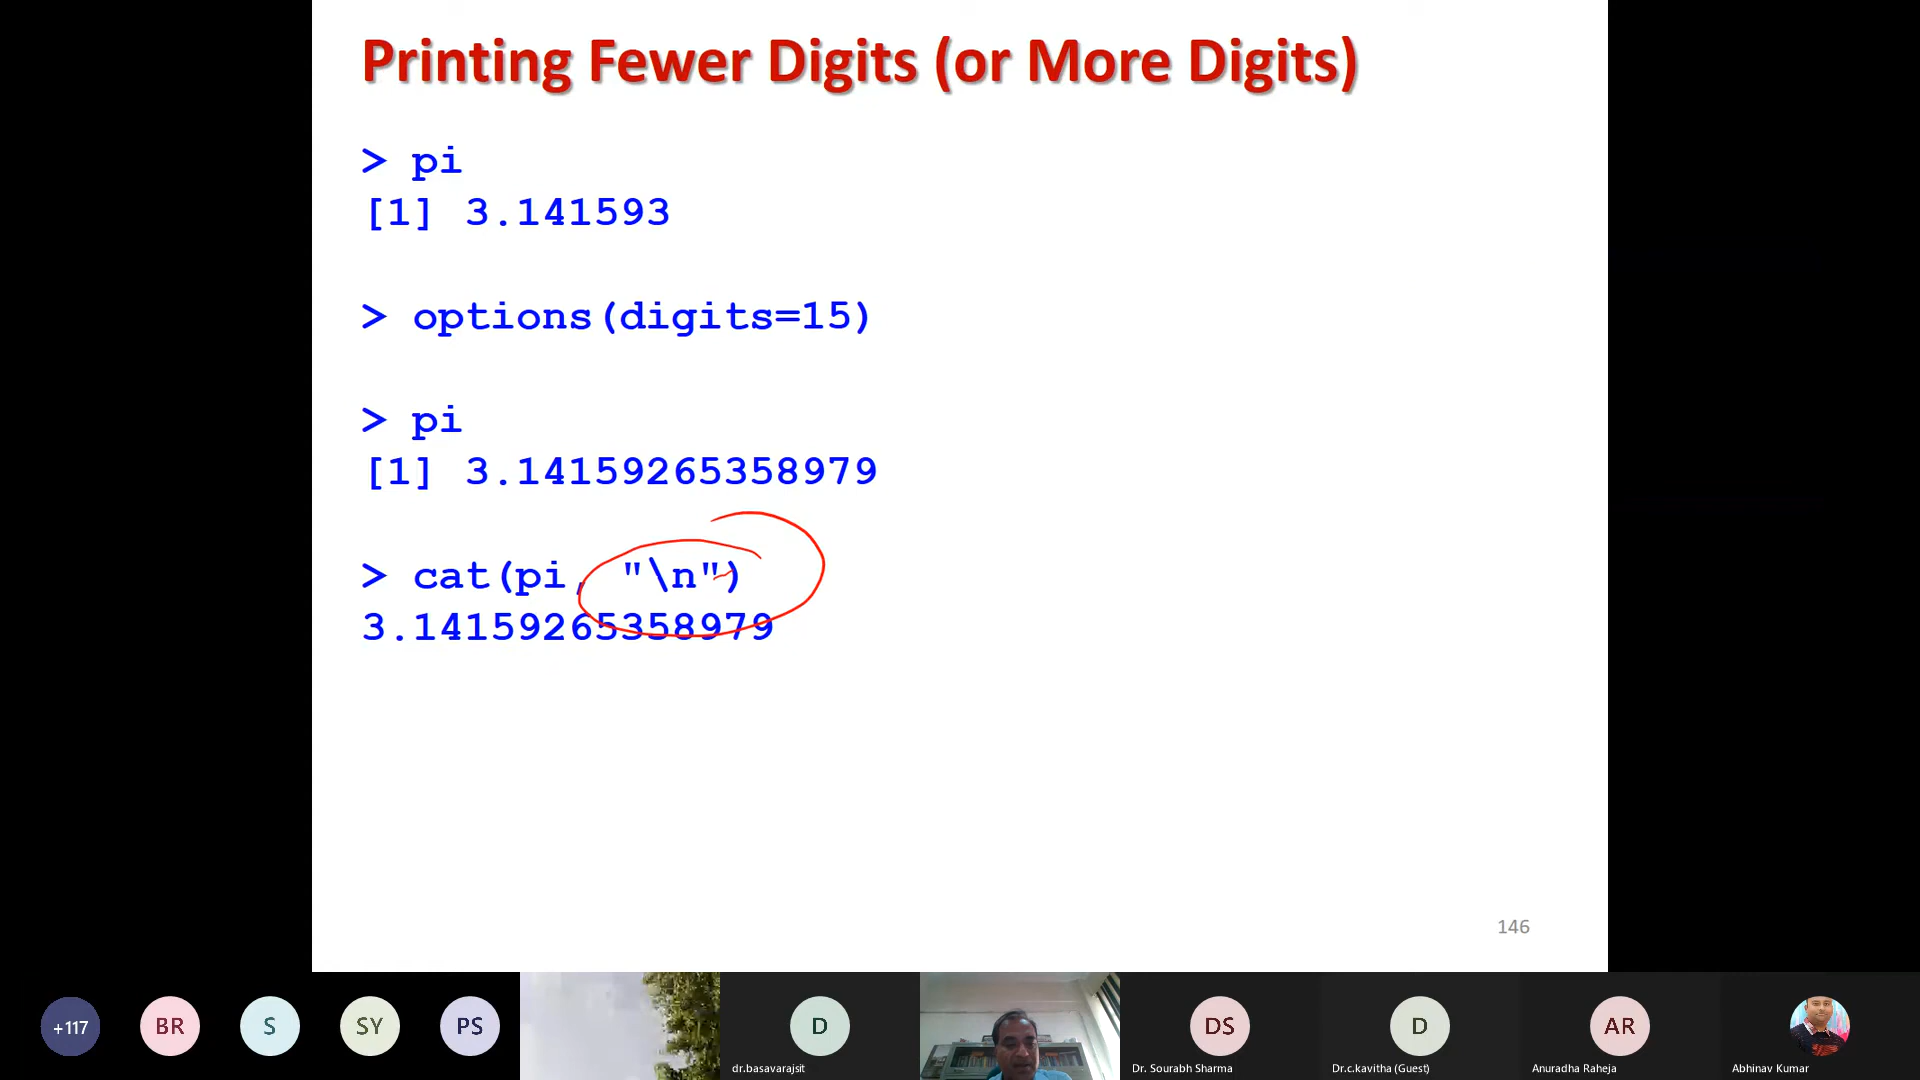 Printing Fewer Digits (or More Digits)
> pi
[1] 3.141593
> options(digits=15)
> pi
[1] 3.14159265358979
> cat(pi, "\n")
3.14159265358979
146
+117
BR
S
SY
PS
D
DS
D
AR
dr.basavarajsit
Dr. Sourabh Sharma
Dr.c.kavitha (Guest)
Anuradha Raheja
Abhinav Kumar